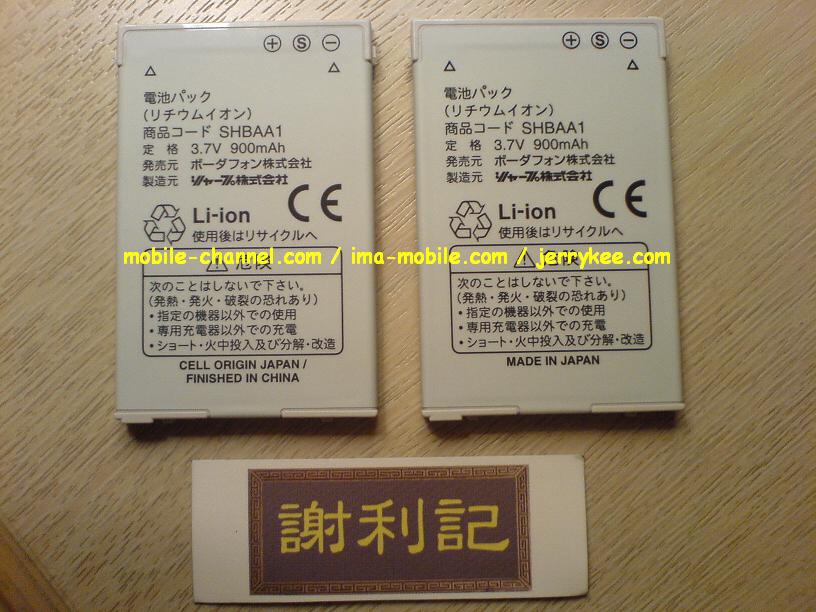 + S −
電池パック
(リチウムイオン)
商品コード SHBAA1
定 格 3.7V 900mAh
発売元 ボーダフォン株式会社
製造元 シャープ株式会社
Li-ion CE
使用後はリサイクルへ
危険
次のことはしないで下さい。
(発熱・発火・破裂の恐れあり)
・指定の機器以外での使用
・専用充電器以外での充電
・ショート・火中投入及び分解・改造
CELL ORIGIN JAPAN /
FINISHED IN CHINA
+ S −
電池パック
(リチウムイオン)
商品コード SHBAA1
定 格 3.7V 900mAh
発売元 ボーダフォン株式会社
製造元 シャープ株式会社
Li-ion CE
使用後はリサイクルへ
危険
次のことはしないで下さい。
(発熱・発火・破裂の恐れあり)
・指定の機器以外での使用
・専用充電器以外での充電
・ショート・火中投入及び分解・改造
MADE IN JAPAN
mobile-channel.com / ima-mobile.com / jerrykee.com
謝利記